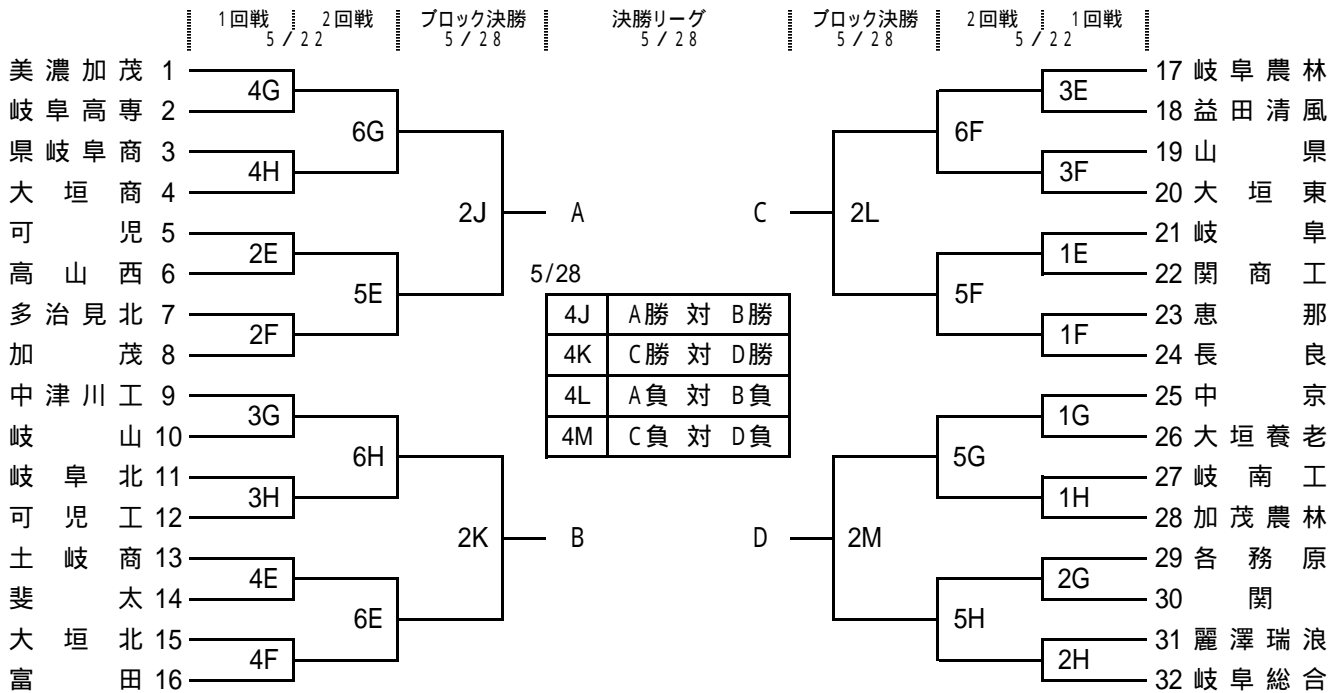 1回戦 2回戦 ブロック決勝 決勝リーグ ブロック決勝 2回戦 1回戦
5/22 5/28 5/28 5/28 5/22
美濃加茂 1 17 岐阜農林
4G 3E
岐阜高専 2 18 益田清風
6G 6F
県岐阜商 3 19 山県
4H 3F
大垣商 4 20 大垣東
2J A C 2L
可児 5 21 岐阜
2E 1E
高山西 6 5/28 22 関商工
5E 5F
多治見北 7 4J A勝 対 B勝 23 恵那
2F 1F
加茂 8 4K C勝 対 D勝 24 長良
中津川工 9 4L A負 対 B負 25 中京
3G 1G
岐山 10 4M C負 対 D負 26 大垣養老
6H 5G
岐阜北 11 27 岐南工
3H 1H
可児工 12 28 加茂農林
2K B D 2M
土岐商 13 29 各務原
4E 2G
斐太 14 30 関
6E 5H
大垣北 15 31 麗澤瑞浪
4F 2H
富田 16 32 岐阜総合